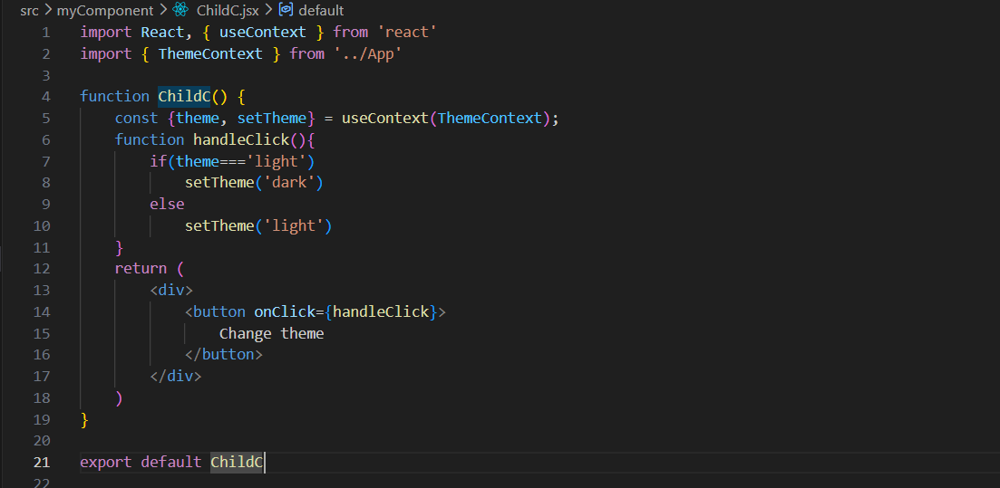 src > myComponent > ChildC.jsx > default
1 import React, { useContext } from 'react'
2 import { ThemeContext } from '../App'
3
4 function ChildC() {
5     const {theme, setTheme} = useContext(ThemeContext);
6     function handleClick(){
7         if(theme==='light')
8             setTheme('dark')
9         else
10             setTheme('light')
11     }
12     return (
13         <div>
14             <button onClick={handleClick}>
15                 Change theme
16             </button>
17         </div>
18     )
19 }
20
21 export default ChildC
22